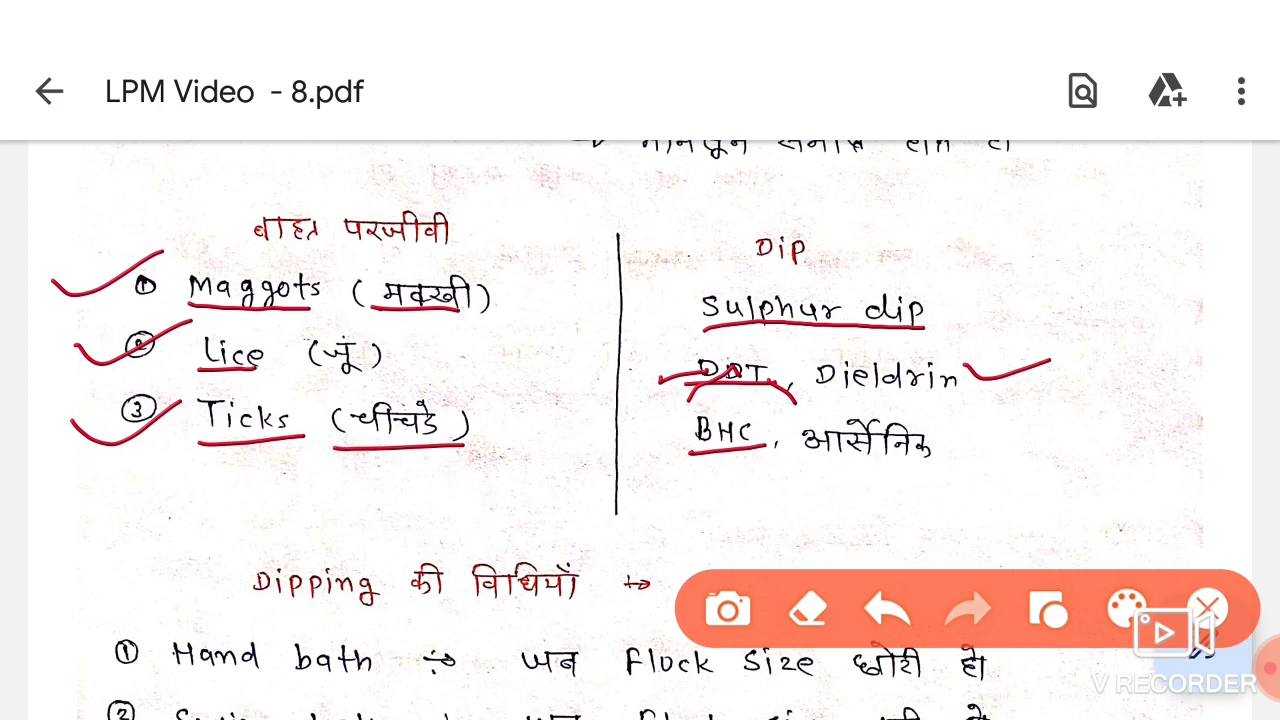 LPM Video - 8.pdf
बाह्य परजीवी
① Maggots (मक्खी)
② Lice (जूं)
③ Ticks (चीचडे)
Dip
Sulphur dip
DDT, Dieldrin
BHC, आर्सेनिक
Dipping की विधियाँ →
① Hand bath → जब Flock size छोटी हो
②
V RECORDER